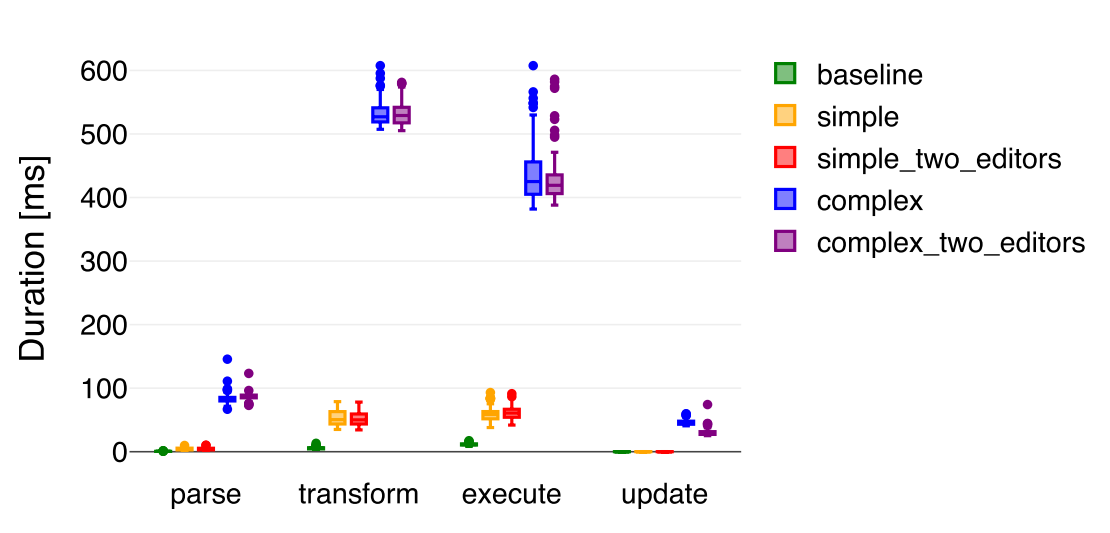 Duration [ms]
600
500
400
300
200
100
0
parse
transform
execute
update
baseline
simple
simple_two_editors
complex
complex_two_editors